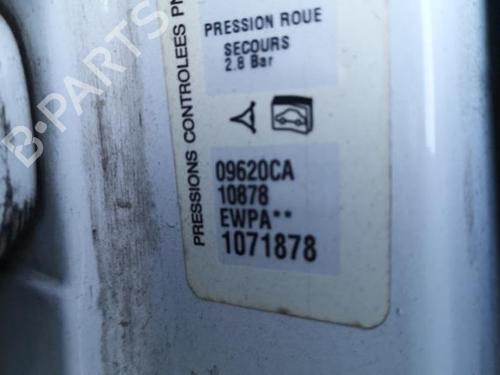 PRESSION ROUE
SECOURS
2.8 Bar
PRESSIONS CONTROLEES
09620CA
10878
EWPA**
1071878
B-PARTS